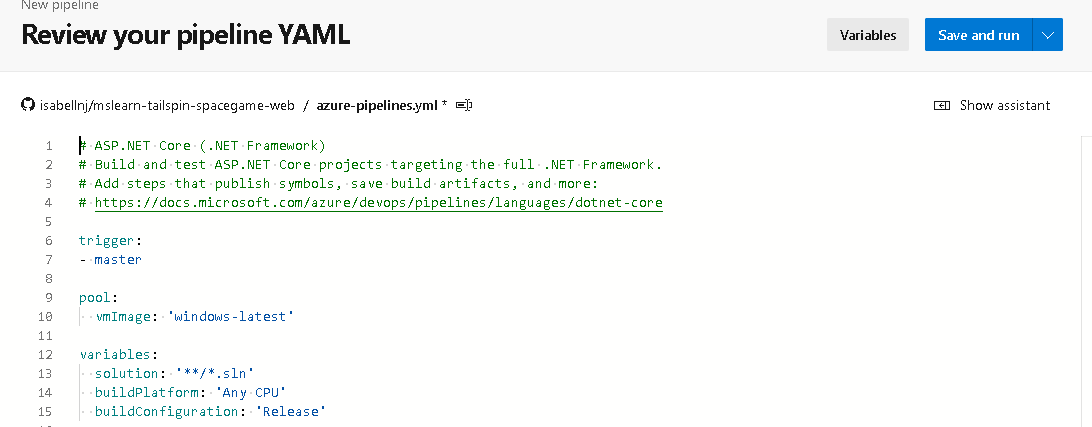 New pipeline
Review your pipeline YAML
Variables
Save and run
isabellnj/mslearn-tailspin-spacegame-web / azure-pipelines.yml *
Show assistant
1 # ASP.NET Core (.NET Framework)
2 # Build and test ASP.NET Core projects targeting the full .NET Framework.
3 # Add steps that publish symbols, save build artifacts, and more:
4 # https://docs.microsoft.com/azure/devops/pipelines/languages/dotnet-core
5
6 trigger:
7 - master
8
9 pool:
10   vmImage: 'windows-latest'
11
12 variables:
13   solution: '**/*.sln'
14   buildPlatform: 'Any CPU'
15   buildConfiguration: 'Release'